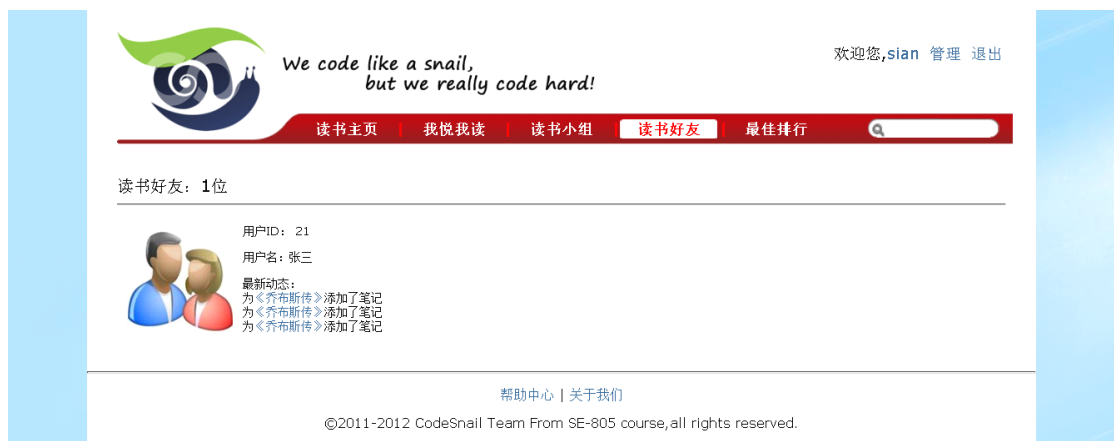 We code like a snail,
but we really code hard!
欢迎您,sian 管理 退出
读书主页 | 我悦我读 | 读书小组 | 读书好友 | 最佳排行
读书好友：1位
用户ID： 21
用户名：张三
最新动态：
为《乔布斯传》添加了笔记
为《乔布斯传》添加了笔记
为《乔布斯传》添加了笔记
帮助中心 | 关于我们
©2011-2012 CodeSnail Team From SE-805 course,all rights reserved.